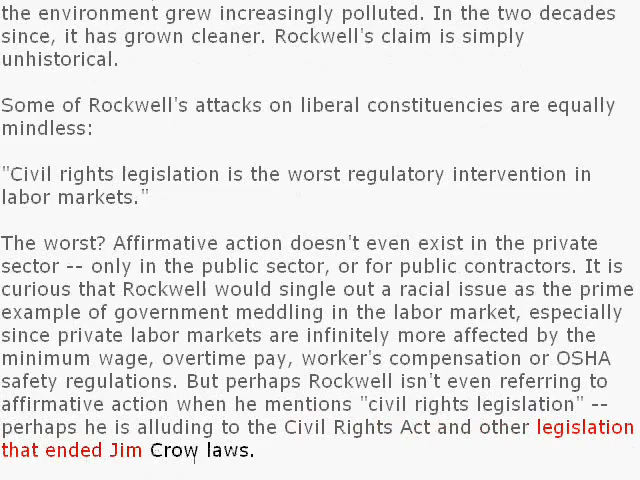 the environment grew increasingly polluted. In the two decades
since, it has grown cleaner. Rockwell's claim is simply
unhistorical.
Some of Rockwell's attacks on liberal constituencies are equally
mindless:
"Civil rights legislation is the worst regulatory intervention in
labor markets."
The worst? Affirmative action doesn't even exist in the private
sector -- only in the public sector, or for public contractors. It is
curious that Rockwell would single out a racial issue as the prime
example of government meddling in the labor market, especially
since private labor markets are infinitely more affected by the
minimum wage, overtime pay, worker's compensation or OSHA
safety regulations. But perhaps Rockwell isn't even referring to
affirmative action when he mentions "civil rights legislation" --
perhaps he is alluding to the Civil Rights Act and other legislation
that ended Jim Crow laws.